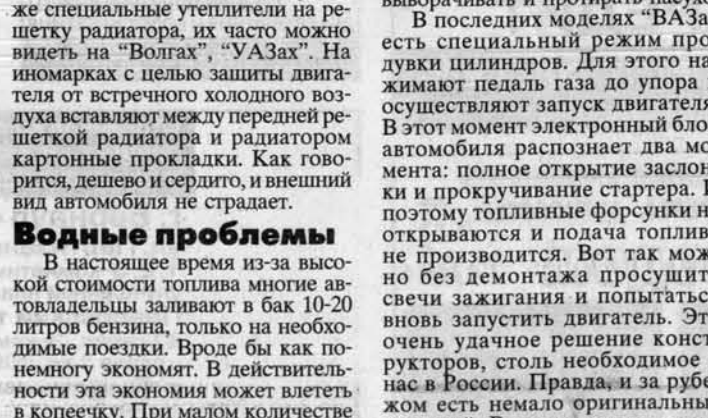 же специальные утеплители на ре-
шетку радиатора, их часто можно
видеть на “Волгах”, “УАЗах”. На
иномарках с целью защиты двига-
теля от встречного холодного воз-
духа вставляют между передней ре-
шеткой радиатора и радиатором
картонные прокладки. Как гово-
рится, дешево и сердито, и внешний
вид автомобиля не страдает.
Водные проблемы
В настоящее время из-за высо-
кой стоимости топлива многие ав-
товладельцы заливают в бак 10-20
литров бензина, только на необхо-
димые поездки. Вроде бы как по-
немногу экономят. В действитель-
ности эта экономия может влететь
в копеечку. При малом количестве
выворачивать и протирать насухо
В последних моделях “ВАЗа
есть специальный режим про
дувки цилиндров. Для этого на
жимают педаль газа до упора
осуществляют запуск двигателя
В этот момент электронный бло
автомобиля распознает два мо
мента: полное открытие заслон
ки и прокручивание стартера. И
поэтому топливные форсунки н
открываются и подача топлив
не производится. Вот так мож
но без демонтажа просушит
свечи зажигания и попытатьс
вновь запустить двигатель. Эт
очень удачное решение конст
рукторов, столь необходимое
нас в России. Правда, и за рубе
жом есть немало оригинальны